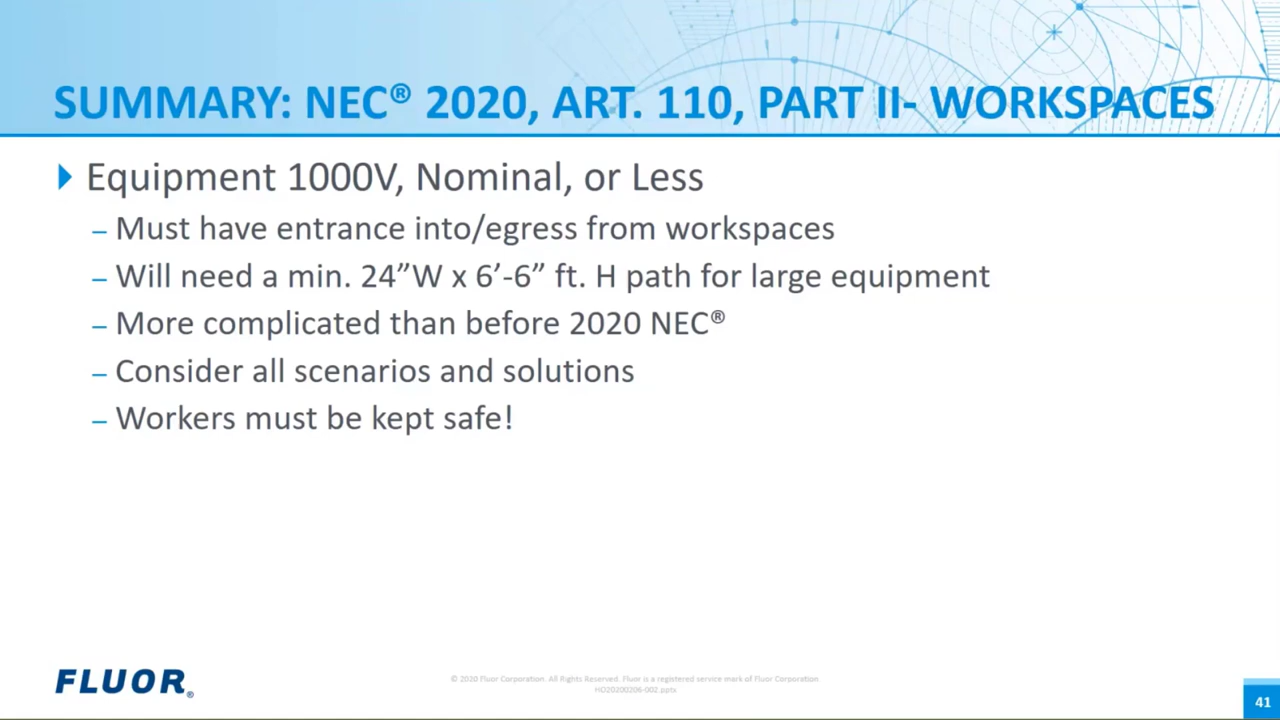 SUMMARY: NEC® 2020, ART. 110, PART II- WORKSPACES
Equipment 1000V, Nominal, or Less
– Must have entrance into/egress from workspaces
– Will need a min. 24”W x 6’-6” ft. H path for large equipment
– More complicated than before 2020 NEC®
– Consider all scenarios and solutions
– Workers must be kept safe!
FLUOR®
© 2020 Fluor Corporation. All Rights Reserved. Fluor is a registered service mark of Fluor Corporation
HO20200206-002.pptx
41